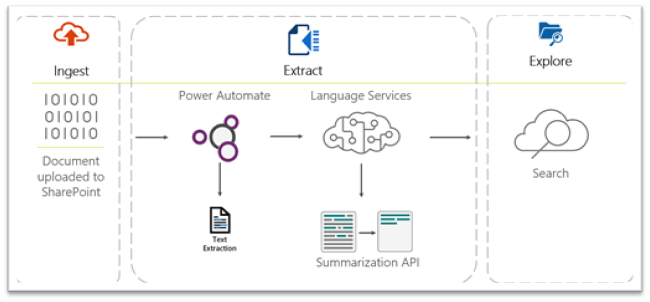 Ingest
Extract
Explore
Power Automate
Language Services
101010
010101
101010
Document
uploaded to
SharePoint
Search
Text
Extraction
Summarization API